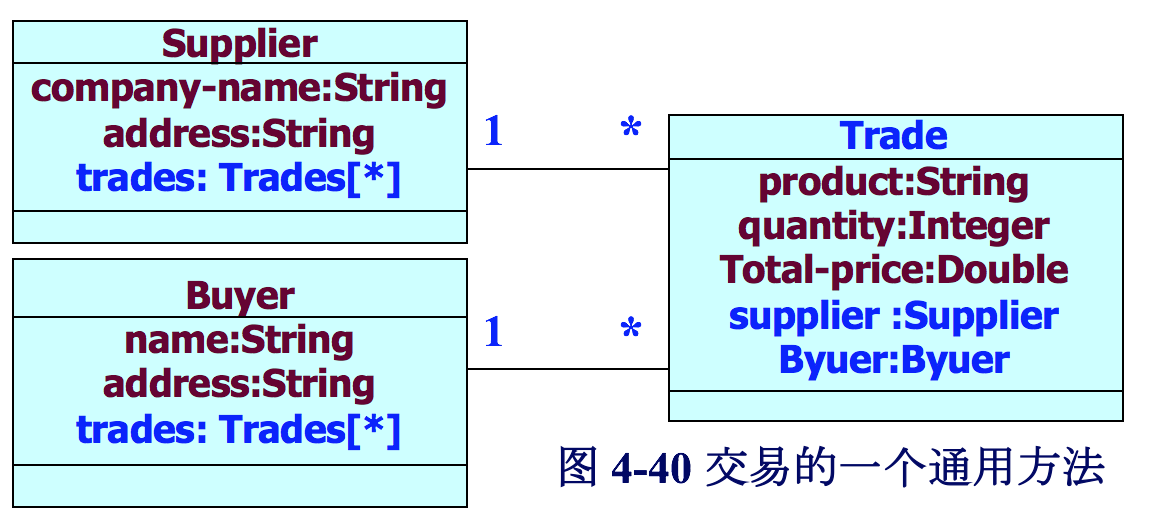 Supplier
company-name:String
address:String
trades: Trades[*]
1 *
Buyer
name:String
address:String
trades: Trades[*]
1 *
Trade
product:String
quantity:Integer
Total-price:Double
supplier :Supplier
Byuer:Byuer
图 4-40 交易的一个通用方法